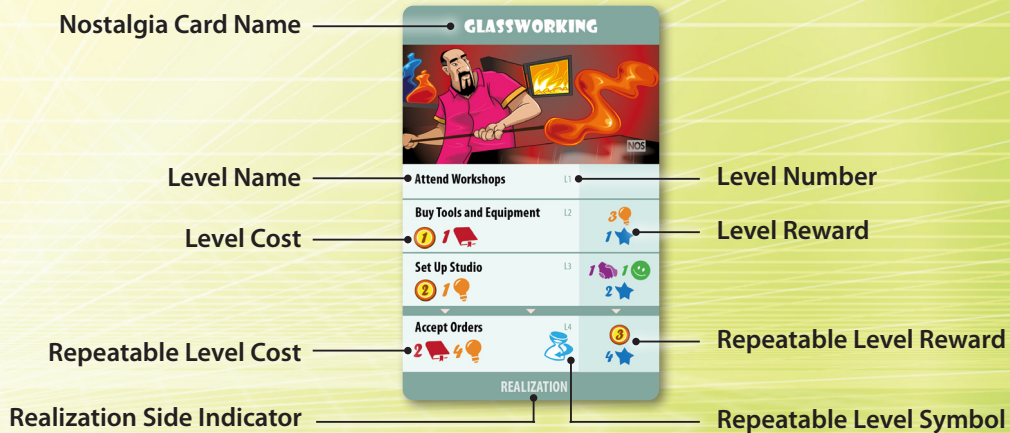 Nostalgia Card Name
GLASSWORKING
NOS
Level Name
Attend Workshops L1
Level Number
Buy Tools and Equipment L2
3
Level Cost
1 1
1
Level Reward
Set Up Studio L3
1 1
2 1
2
Accept Orders L4
3
Repeatable Level Cost
2 4
4
Repeatable Level Reward
REALIZATION
Realization Side Indicator
Repeatable Level Symbol